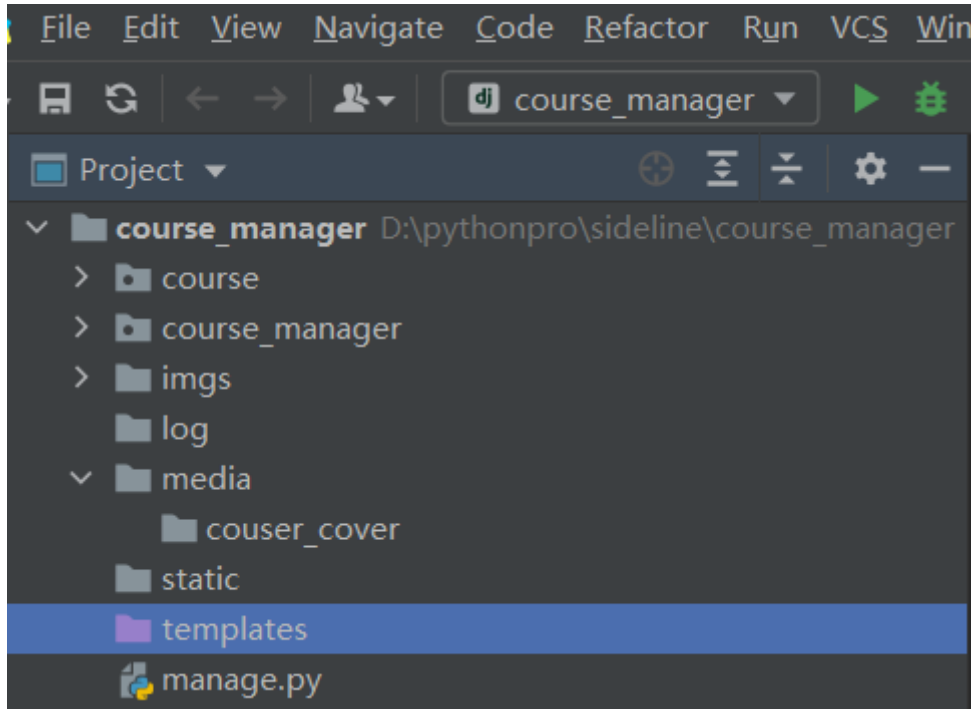 File Edit View Navigate Code Refactor Run VCS Win
dj course_manager
Project
course_manager D:\pythonpro\sideline\course_manager
course
course_manager
imgs
log
media
couser_cover
static
templates
manage.py